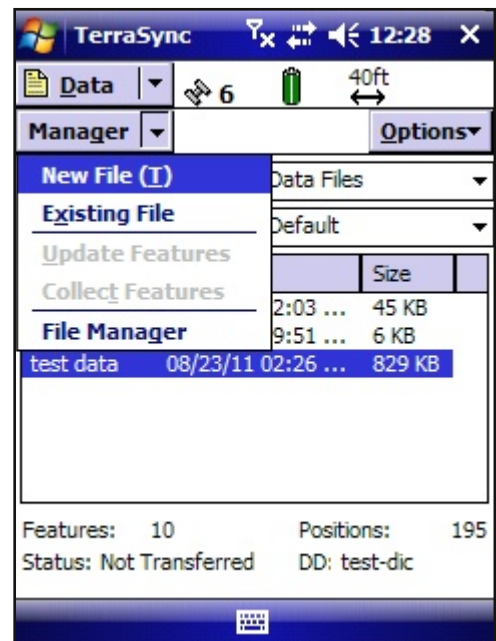 TerraSync 12:28
Data 6 40ft
Manager Options
New File (T) Data Files
Existing File Default
Update Features
Collect Features Size
2:03 ... 45 KB
File Manager 9:51 ... 6 KB
test data 08/23/11 02:26 ... 829 KB
Features: 10 Positions: 195
Status: Not Transferred DD: test-dic